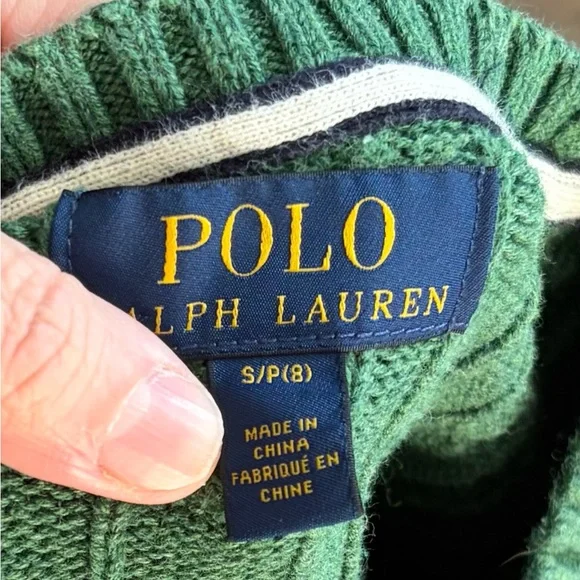 POLO
ALPH LAUREN
S/P(8)
MADE IN
CHINA
FABRIQUÉ EN
CHINE